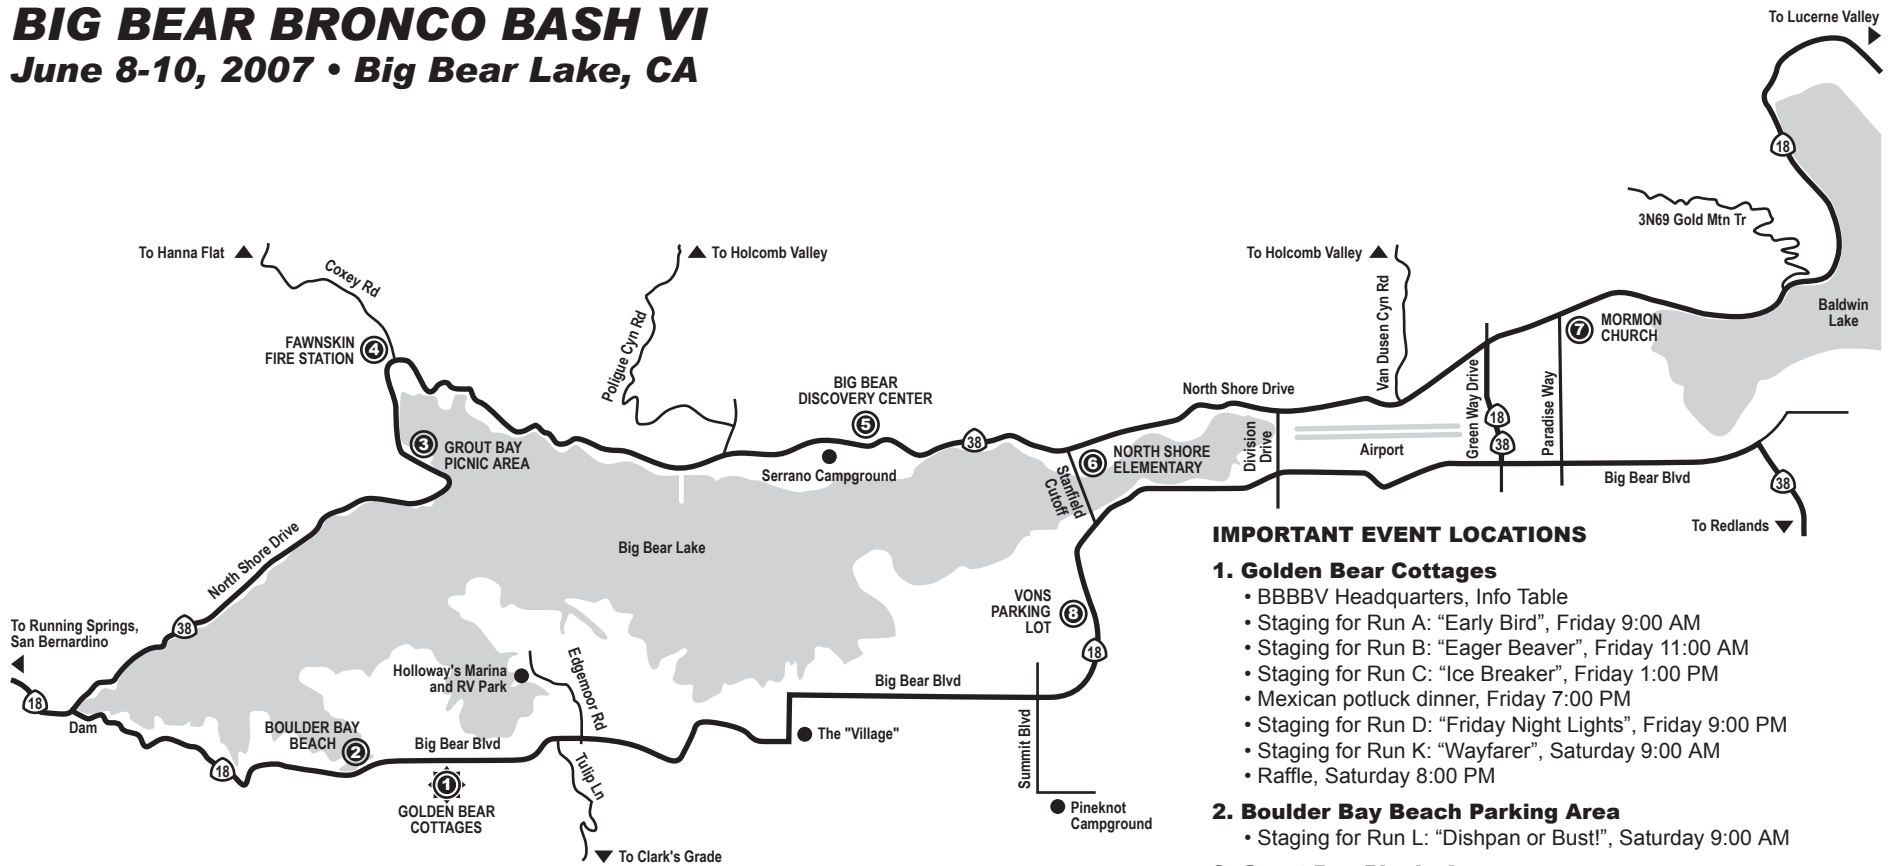 BIG BEAR BRONCO BASH VI
June 8-10, 2007 • Big Bear Lake, CA
To Lucerne Valley
18
3N69 Gold Mtn Tr
Baldwin
Lake
To Hanna Flat
Coxey Rd
To Holcomb Valley
Poligue Cyn Rd
To Holcomb Valley
Van Dusen Cyn Rd
FAWNSKIN
FIRE STATION
4
7
MORMON
CHURCH
BIG BEAR
DISCOVERY CENTER
5
North Shore Drive
Green Way Drive
Paradise Way
18
38
3
GROUT BAY
PICNIC AREA
38
Serrano Campground
6
NORTH SHORE
ELEMENTARY
Stanfield
Cutoff
Division
Drive
Airport
Big Bear Blvd
38
To Redlands
North Shore Drive
Big Bear Lake
38
VONS
PARKING
LOT
8
18
To Running Springs,
San Bernardino
18
Dam
Holloway's Marina
and RV Park
Edgemoor Rd
Big Bear Blvd
BOULDER BAY
BEACH
2
Big Bear Blvd
The "Village"
18
1
GOLDEN BEAR
COTTAGES
Tulip Ln
To Clark's Grade
Summit Blvd
Pineknot
Campground
IMPORTANT EVENT LOCATIONS
1. Golden Bear Cottages
• BBBBV Headquarters, Info Table
• Staging for Run A: “Early Bird”, Friday 9:00 AM
• Staging for Run B: “Eager Beaver”, Friday 11:00 AM
• Staging for Run C: “Ice Breaker”, Friday 1:00 PM
• Mexican potluck dinner, Friday 7:00 PM
• Staging for Run D: “Friday Night Lights”, Friday 9:00 PM
• Staging for Run K: “Wayfarer”, Saturday 9:00 AM
• Raffle, Saturday 8:00 PM
2. Boulder Bay Beach Parking Area
• Staging for Run L: “Dishpan or Bust!”, Saturday 9:00 AM